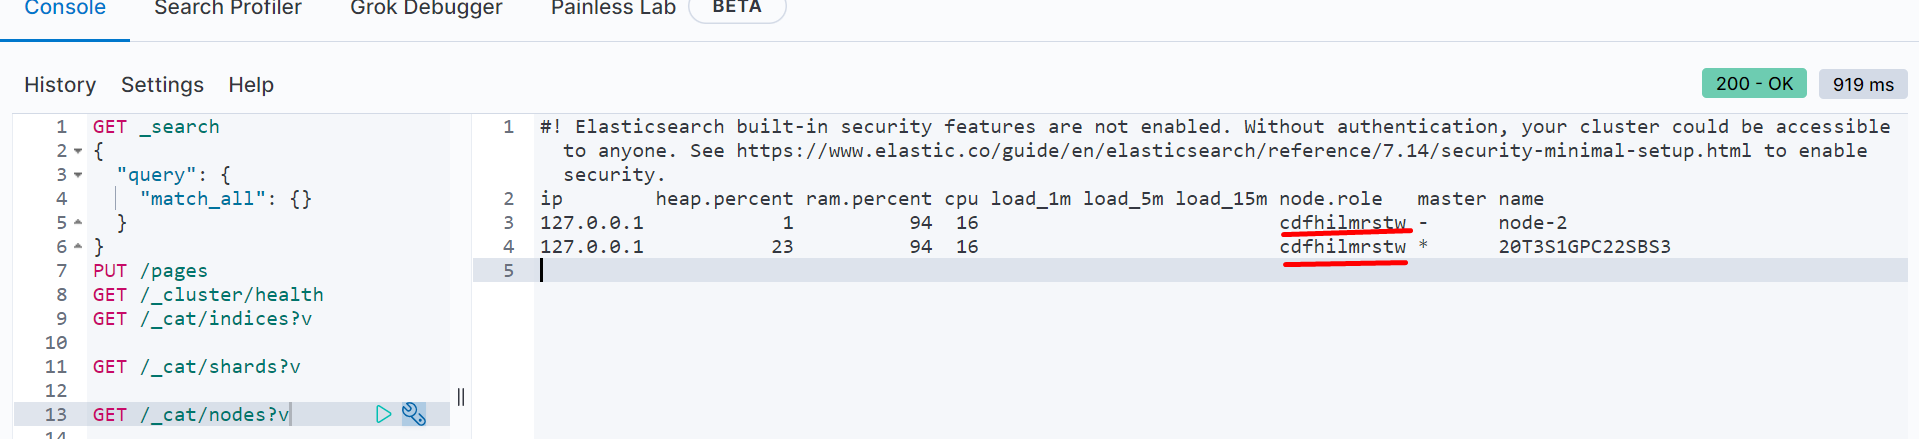 Console Search Profiler Grok Debugger Painless Lab BETA
History Settings Help
200 - OK 919 ms
1 GET _search
2 {
3 "query": {
4 "match_all": {}
5 }
6 }
7 PUT /pages
8 GET /_cluster/health
9 GET /_cat/indices?v
10
11 GET /_cat/shards?v
12
13 GET /_cat/nodes?v
14
1 #! Elasticsearch built-in security features are not enabled. Without authentication, your cluster could be accessible
to anyone. See https://www.elastic.co/guide/en/elasticsearch/reference/7.14/security-minimal-setup.html to enable
security.
2 ip heap.percent ram.percent cpu load_1m load_5m load_15m node.role master name
3 127.0.0.1 1 94 16 cdfhilmrstw - node-2
4 127.0.0.1 23 94 16 cdfhilmrstw * 20T3S1GPC22SBS3
5